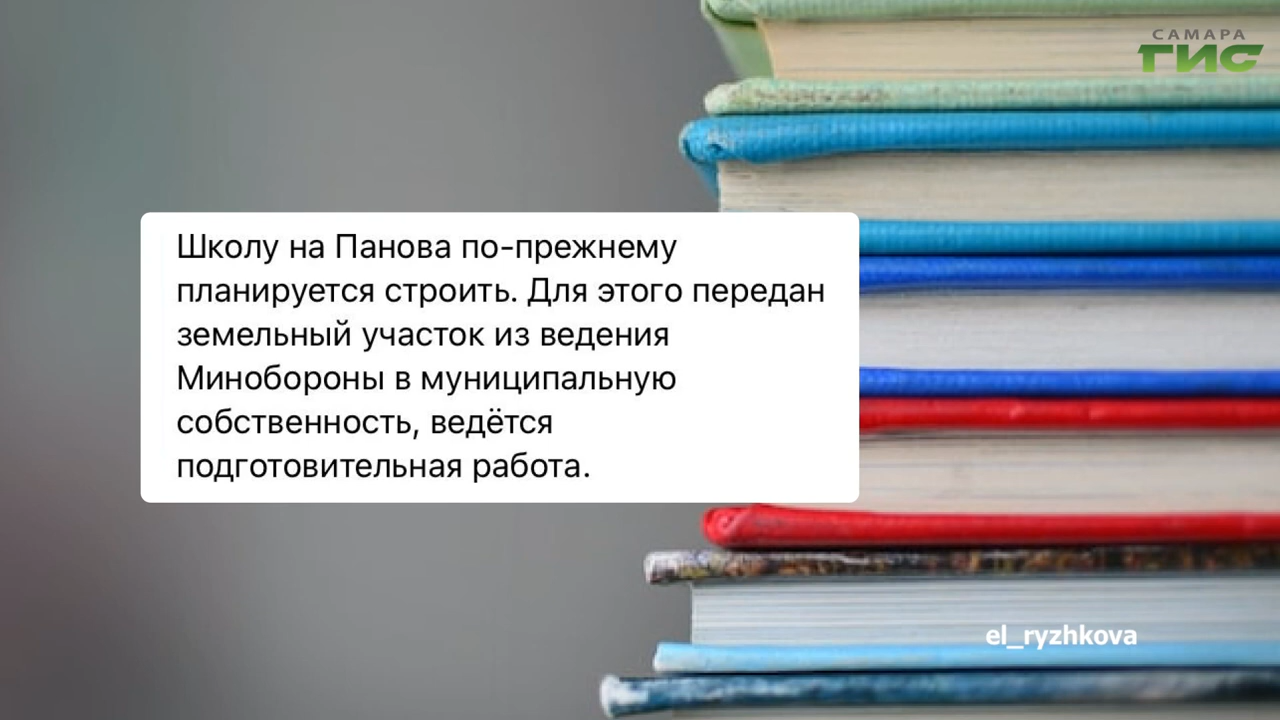 САМАРА
ГИС
Школу на Панова по-прежнему
планируется строить. Для этого передан
земельный участок из ведения
Минобороны в муниципальную
собственность, ведётся
подготовительная работа.
el_ryzhkova